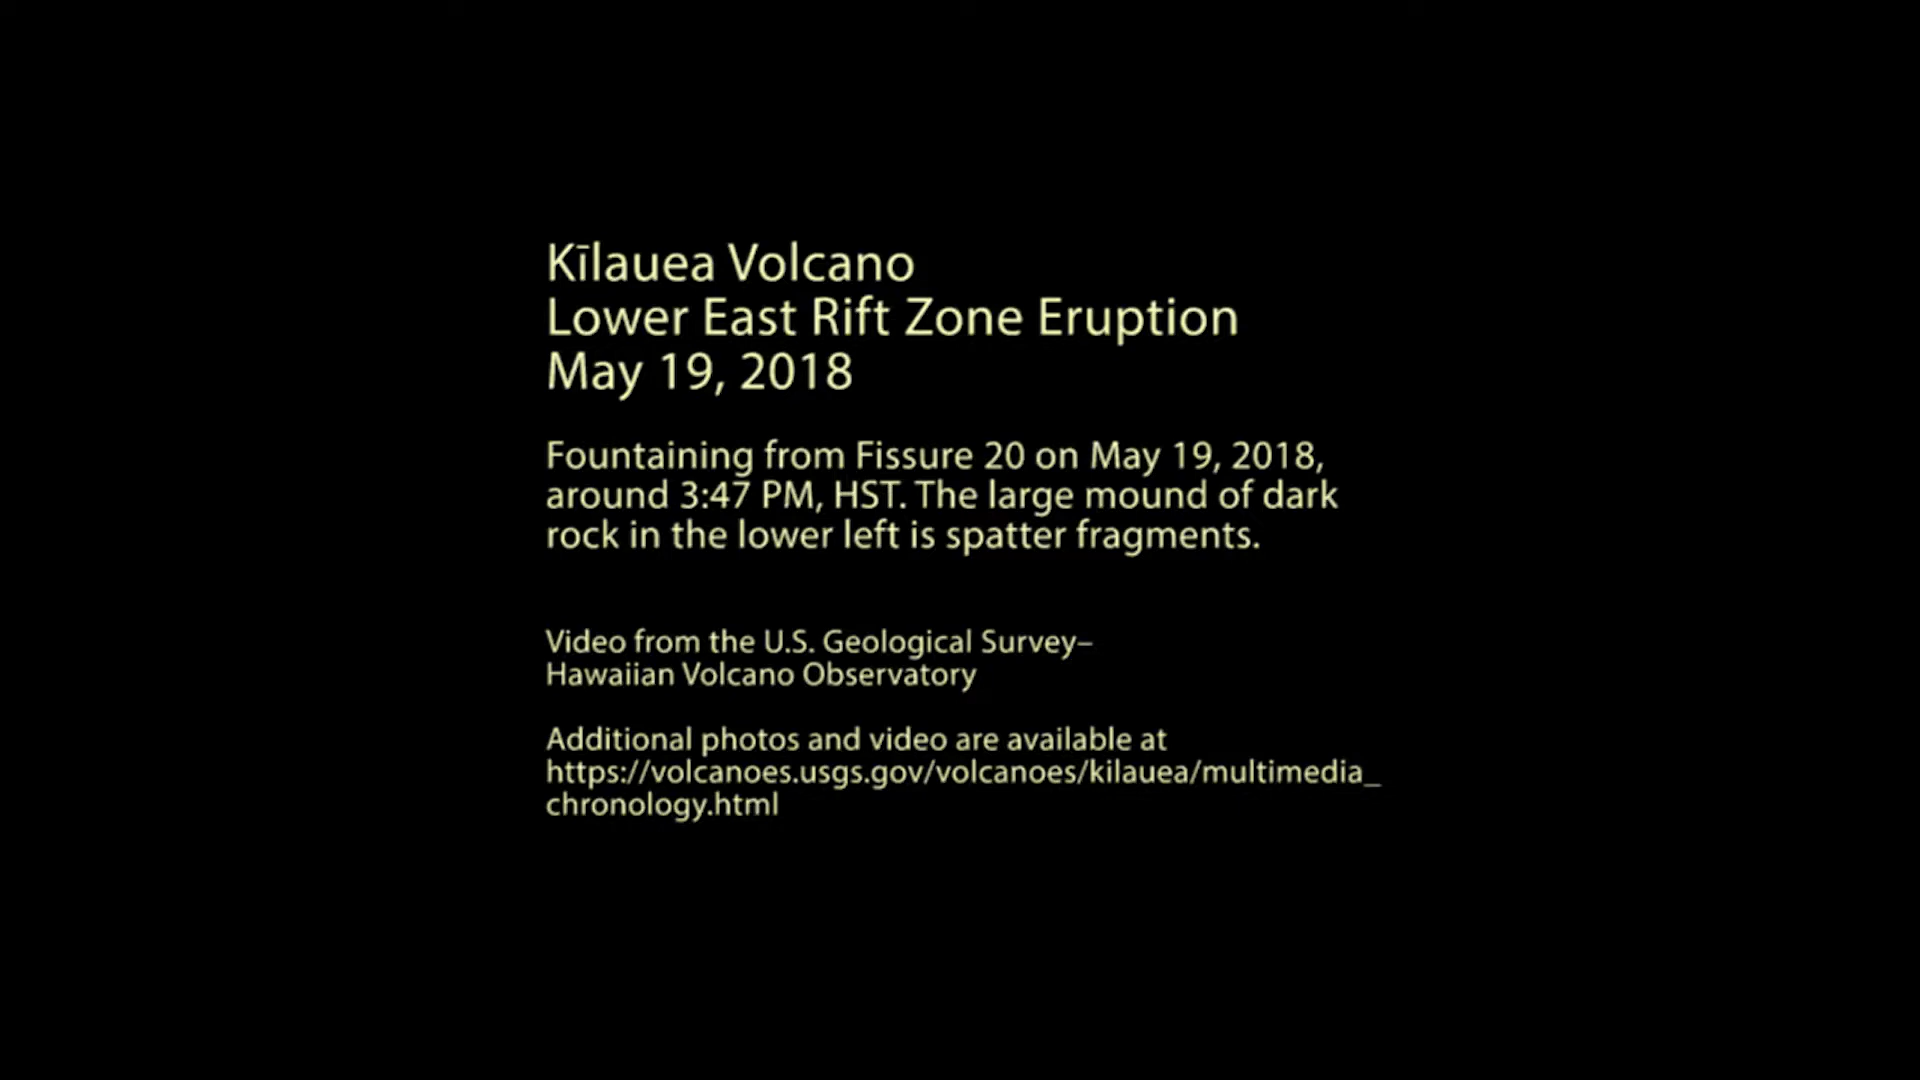 Kīlauea Volcano
Lower East Rift Zone Eruption
May 19, 2018
Fountaining from Fissure 20 on May 19, 2018,
around 3:47 PM, HST. The large mound of dark
rock in the lower left is spatter fragments.
Video from the U.S. Geological Survey–
Hawaiian Volcano Observatory
Additional photos and video are available at
https://volcanoes.usgs.gov/volcanoes/kilauea/multimedia_
chronology.html